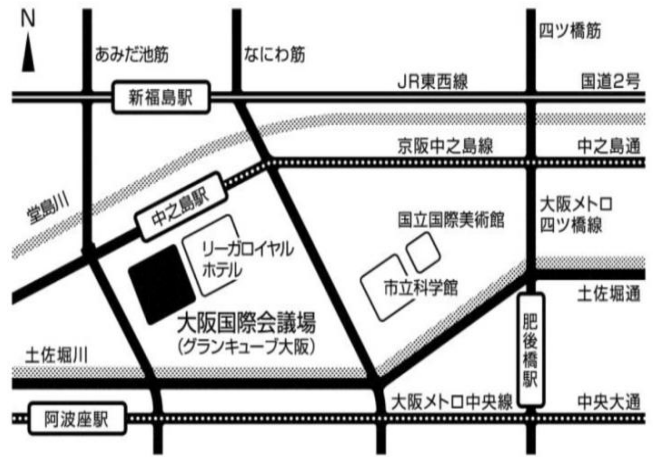 N
あみだ池筋
なにわ筋
四ツ橋筋
JR東西線
国道2号
新福島駅
京阪中之島線
中之島通
堂島川
中之島駅
大阪メトロ
四ツ橋線
国立国際美術館
リーガロイヤル
ホテル
市立科学館
土佐堀通
大阪国際会議場
(グランキューブ大阪)
肥後橋駅
土佐堀川
大阪メトロ中央線
中央大通
阿波座駅